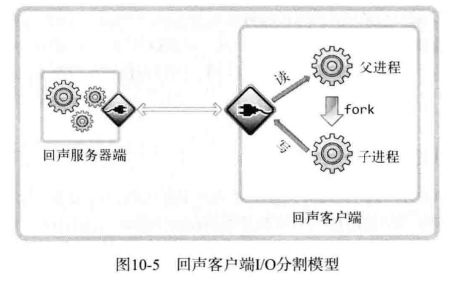 读
父进程
fork
写
子进程
回声服务器端
回声客户端
图10-5 回声客户端I/O分割模型